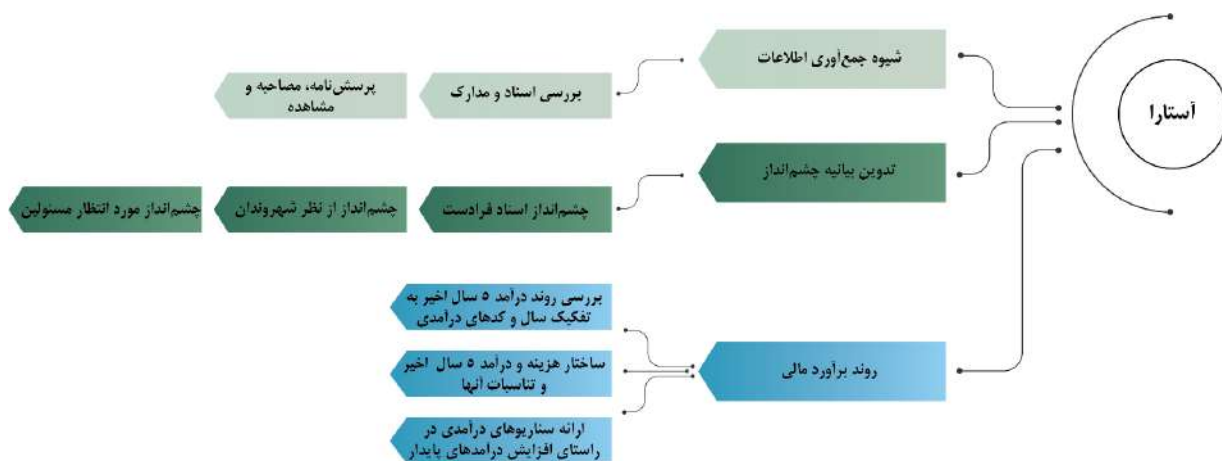 آستارا
شیوه جمع‌آوری اطلاعات
بررسی اسناد و مدارک
پرسش‌نامه، مصاحبه و
مشاهده
تدوین بیانیه چشم‌انداز
چشم‌انداز اسناد فرادست
چشم‌انداز از نظر شهروندان
چشم‌انداز مورد انتظار مسئولین
روند برآورد مالی
بررسی روند درآمد ۵ سال اخیر به
تفکیک سال و کدهای درآمدی
ساختار هزینه و درآمد ۵ سال اخیر
و تناسبات آنها
ارائه سناریوهای درآمدی در
راستای افزایش درآمدهای پایدار